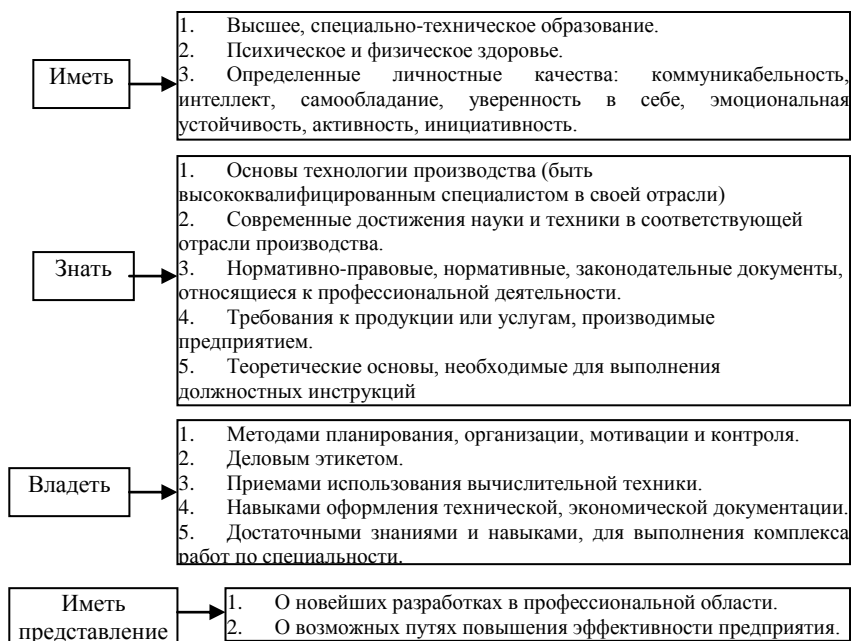 Иметь
1. Высшее, специально-техническое образование.
2. Психическое и физическое здоровье.
3. Определенные личностные качества: коммуникабельность,
интеллект, самообладание, уверенность в себе, эмоциональная
устойчивость, активность, инициативность.
Знать
1. Основы технологии производства (быть
высококвалифицированным специалистом в своей отрасли)
2. Современные достижения науки и техники в соответствующей
отрасли производства.
3. Нормативно-правовые, нормативные, законодательные документы,
относящиеся к профессиональной деятельности.
4. Требования к продукции или услугам, производимые
предприятием.
5. Теоретические основы, необходимые для выполнения
должностных инструкций
Владеть
1. Методами планирования, организации, мотивации и контроля.
2. Деловым этикетом.
3. Приемами использования вычислительной техники.
4. Навыками оформления технической, экономической документации.
5. Достаточными знаниями и навыками, для выполнения комплекса
работ по специальности.
Иметь
представление
1. О новейших разработках в профессиональной области.
2. О возможных путях повышения эффективности предприятия.